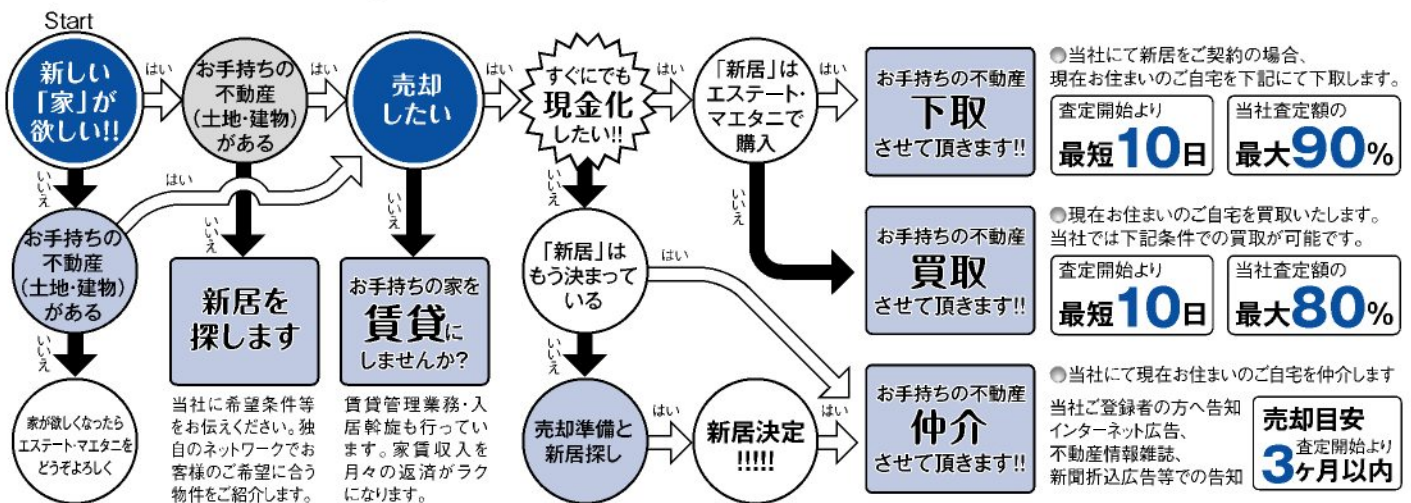 Start
新しい
「家」が
欲しい!!
はい
お手持ちの
不動産
(土地・建物)
がある
はい
売却
したい
はい
すぐにでも
現金化
したい!!
はい
「新居」は
エステート・
マエタニで
購入
はい
お手持ちの不動産
下取
させて頂きます!!
●当社にて新居をご契約の場合、
現在お住まいのご自宅を下記にて下取します。
査定開始より
最短10日
当社査定額の
最大90%
いいえ
はい
いいえ
いいえ
いいえ
いいえ
お手持ちの
不動産
(土地・建物)
がある
新居を
探します
お手持ちの家を
賃貸に
しませんか?
「新居」は
もう決まって
いる
はい
お手持ちの不動産
買取
させて頂きます!!
●現在お住まいのご自宅を買取いたします。
当社では下記条件での買取が可能です。
査定開始より
最短10日
当社査定額の
最大80%
いいえ
いいえ
家が欲しくなったら
エステート・マエタニを
どうぞよろしく
当社に希望条件等
をお伝えください。独
自のネットワークでお
客様のご希望に合う
物件をご紹介します。
賃貸管理業務・入
居斡旋も行っていま
す。家賃収入を
月々の返済がラク
になります。
売却準備と
新居探し
はい
新居決定
!!!!!
はい
お手持ちの不動産
仲介
させて頂きます!!
●当社にて現在お住まいのご自宅を仲介します
当社ご登録者の方へ告知
インターネット広告、
不動産情報雑誌、
新聞折込広告等での告知
売却目安
査定開始より
3ヶ月以内